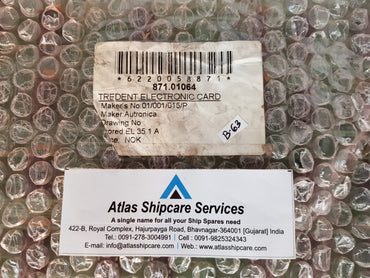 *6220058871*
871.01064
TREDENT ELECTRONIC CARD
Maker's No 01/001/015/P
Maker Autronica
Drawing No
EL 35 1 A
NOK
B-63
Atlas Shipcare Services
A single name for all your Ship Spares need
422-B, Royal Complex, Hajurpayga Road, Bhavnagar-364001 [Gujarat] India
Tel.: 0091-278-3004991 | Cell : 0091-9825324343
E-mail : info@atlasshipcare.com || Web.: www.atlasshipcare.com